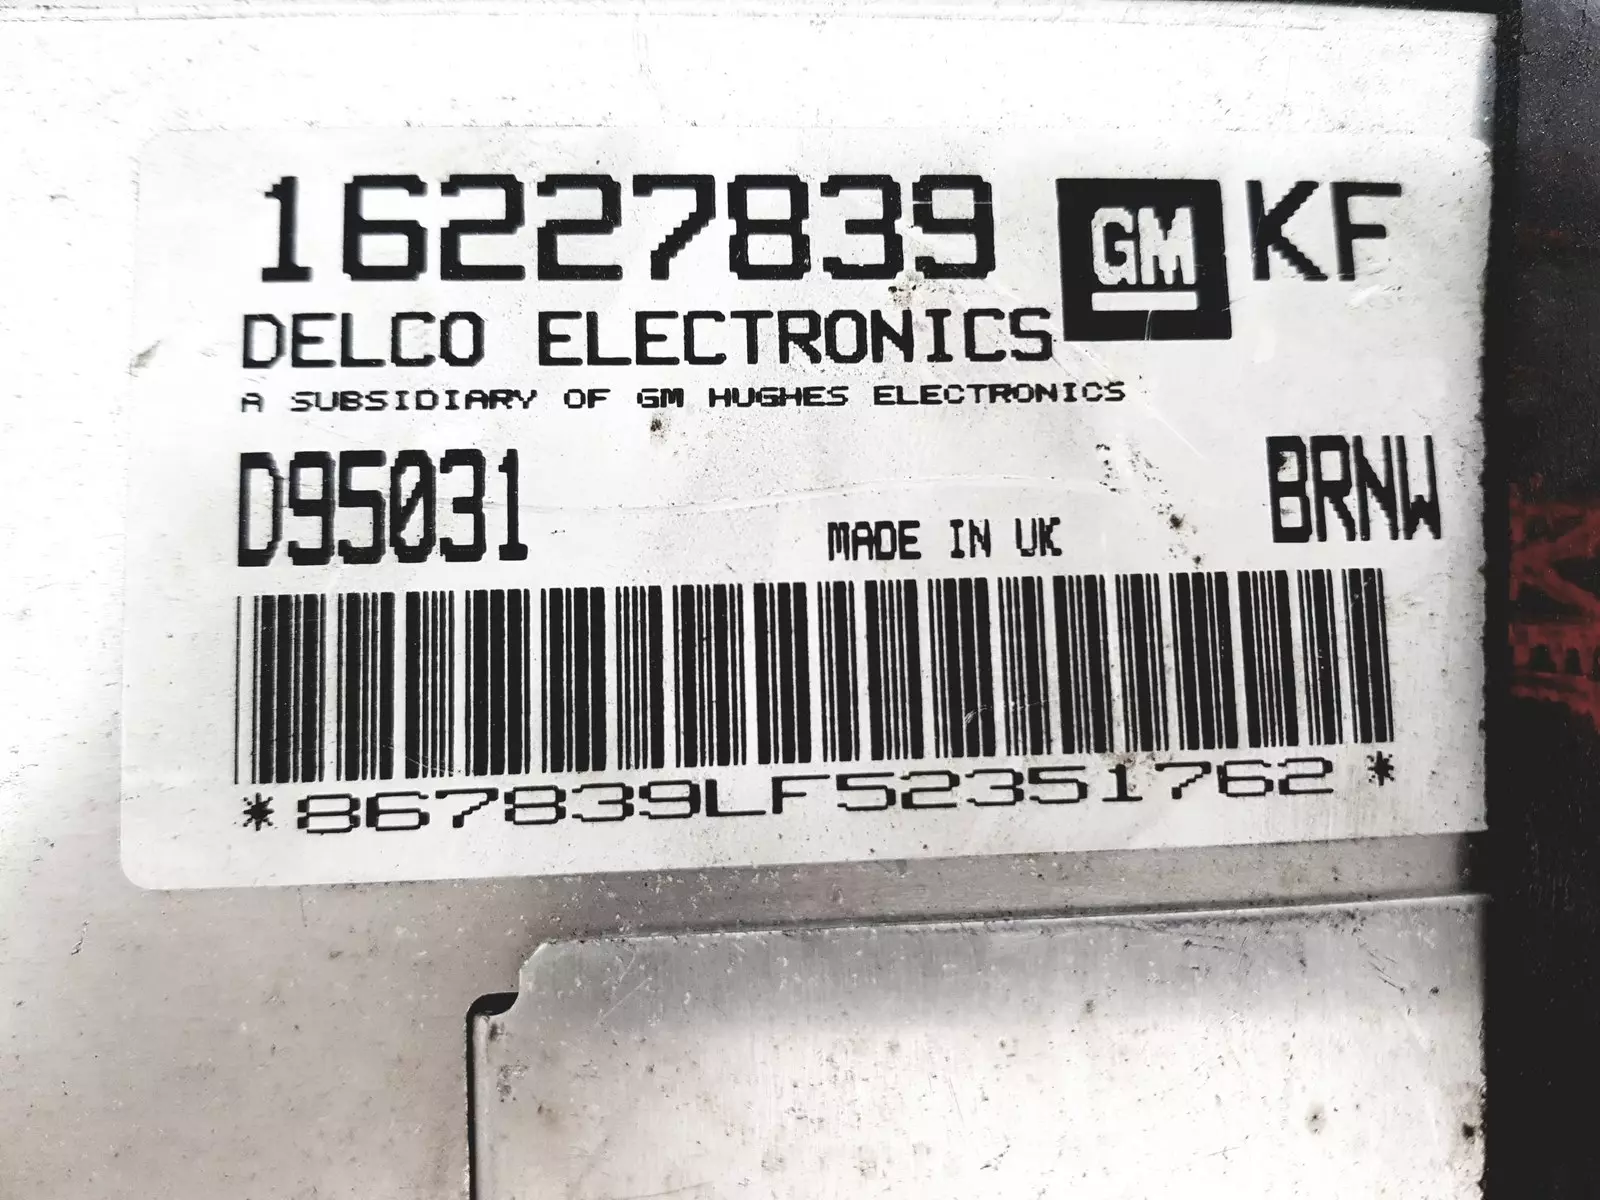 16227839 GM KF
DELCO ELECTRONICS
A SUBSIDIARY OF GM HUGHES ELECTRONICS
D95031 MADE IN UK BRNW
*867839LF52351762*